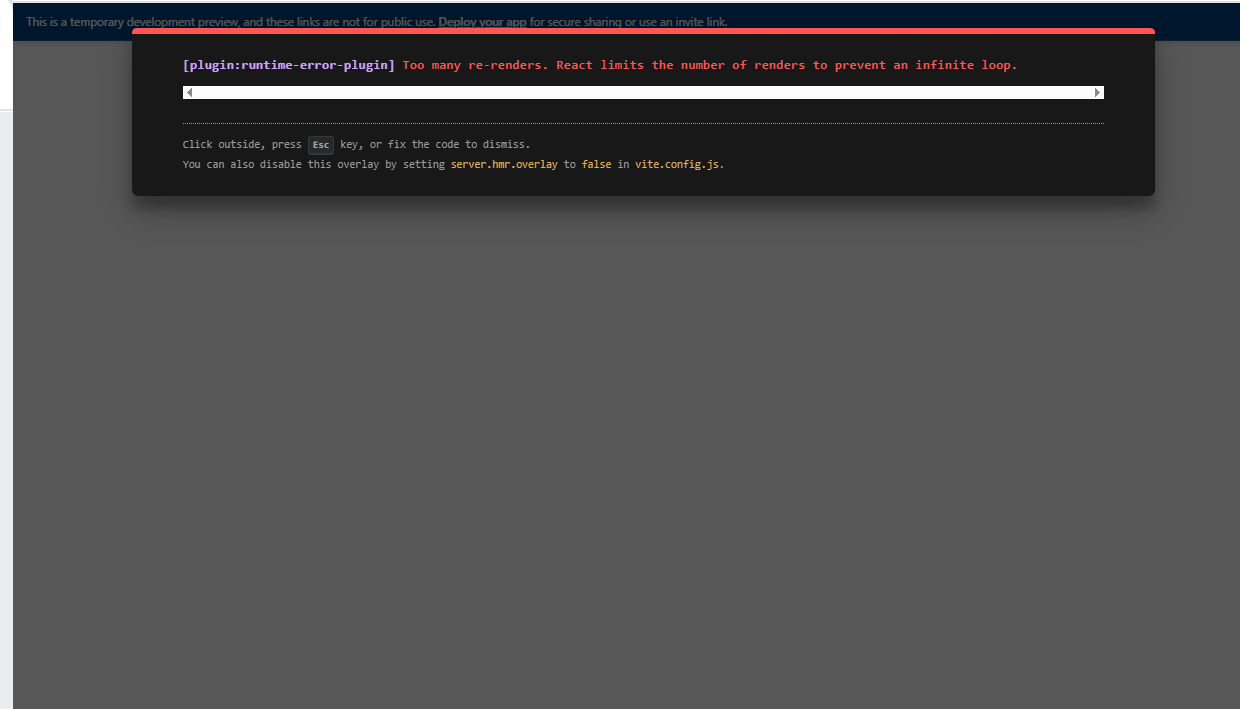 This is a temporary development preview, and these links are not for public use. Deploy your app for secure sharing or use an invite link.
[plugin:runtime-error-plugin] Too many re-renders. React limits the number of renders to prevent an infinite loop.
Click outside, press Esc key, or fix the code to dismiss.
You can also disable this overlay by setting server.hmr.overlay to false in vite.config.js.